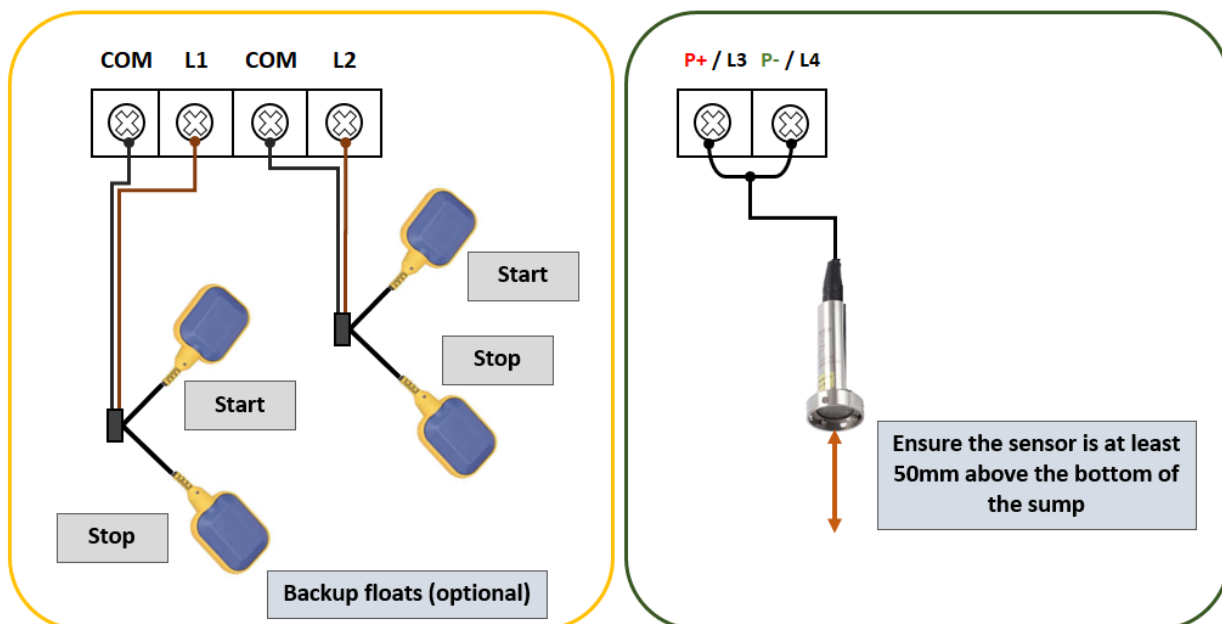 COM L1 COM L2
Start
Stop
Start
Stop
Backup floats (optional)
P+ / L3 P- / L4
Ensure the sensor is at least
50mm above the bottom of
the sump